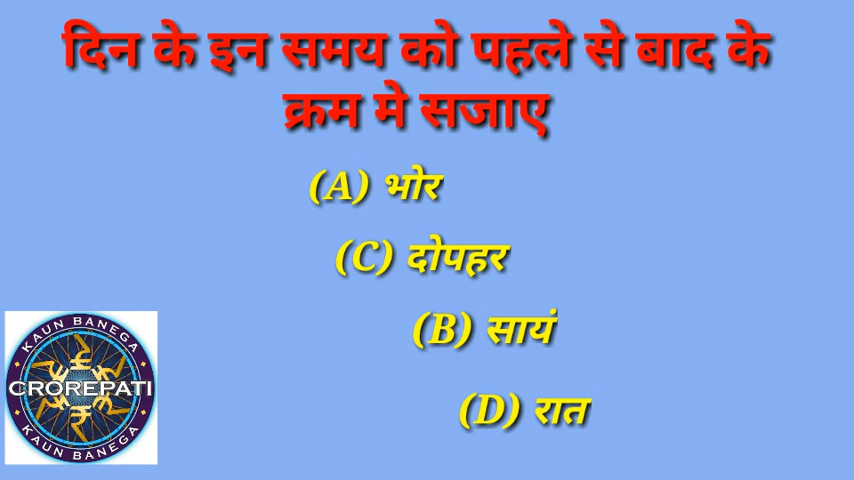 दिन के इन समय को पहले से बाद के
क्रम मे सजाए
(A) भोर
(C) दोपहर
(B) सायं
(D) रात
KAUN BANEGA
CROREPATI
KAUN BANEGA